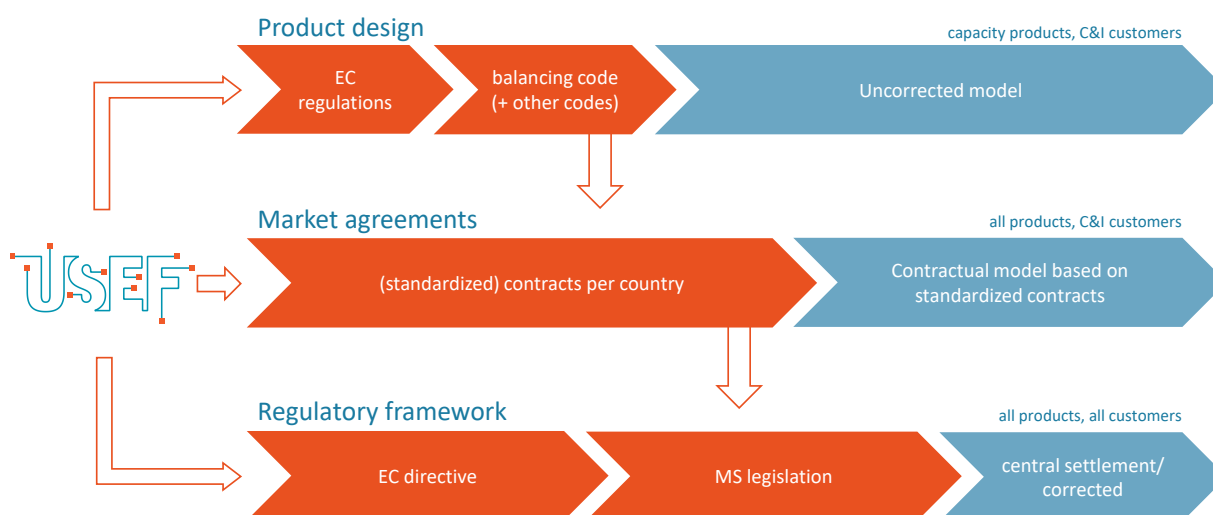 Product design
capacity products, C&I customers
EC
regulations
balancing code
(+ other codes)
Uncorrected model
Market agreements
all products, C&I customers
USEF
(standardized) contracts per country
Contractual model based on
standardized contracts
Regulatory framework
all products, all customers
EC directive
MS legislation
central settlement/
corrected